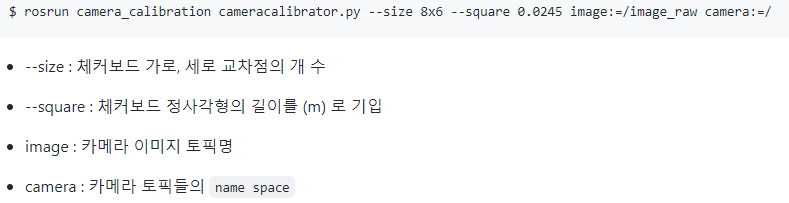 $ rosrun camera_calibration cameracalibrator.py --size 8x6 --square 0.0245 image:=/image_raw camera:=/
• --size : 체커보드 가로, 세로 교차점의 개 수
• --square : 체커보드 정사각형의 길이를 (m) 로 기입
• image : 카메라 이미지 토픽명
• camera : 카메라 토픽들의 name space